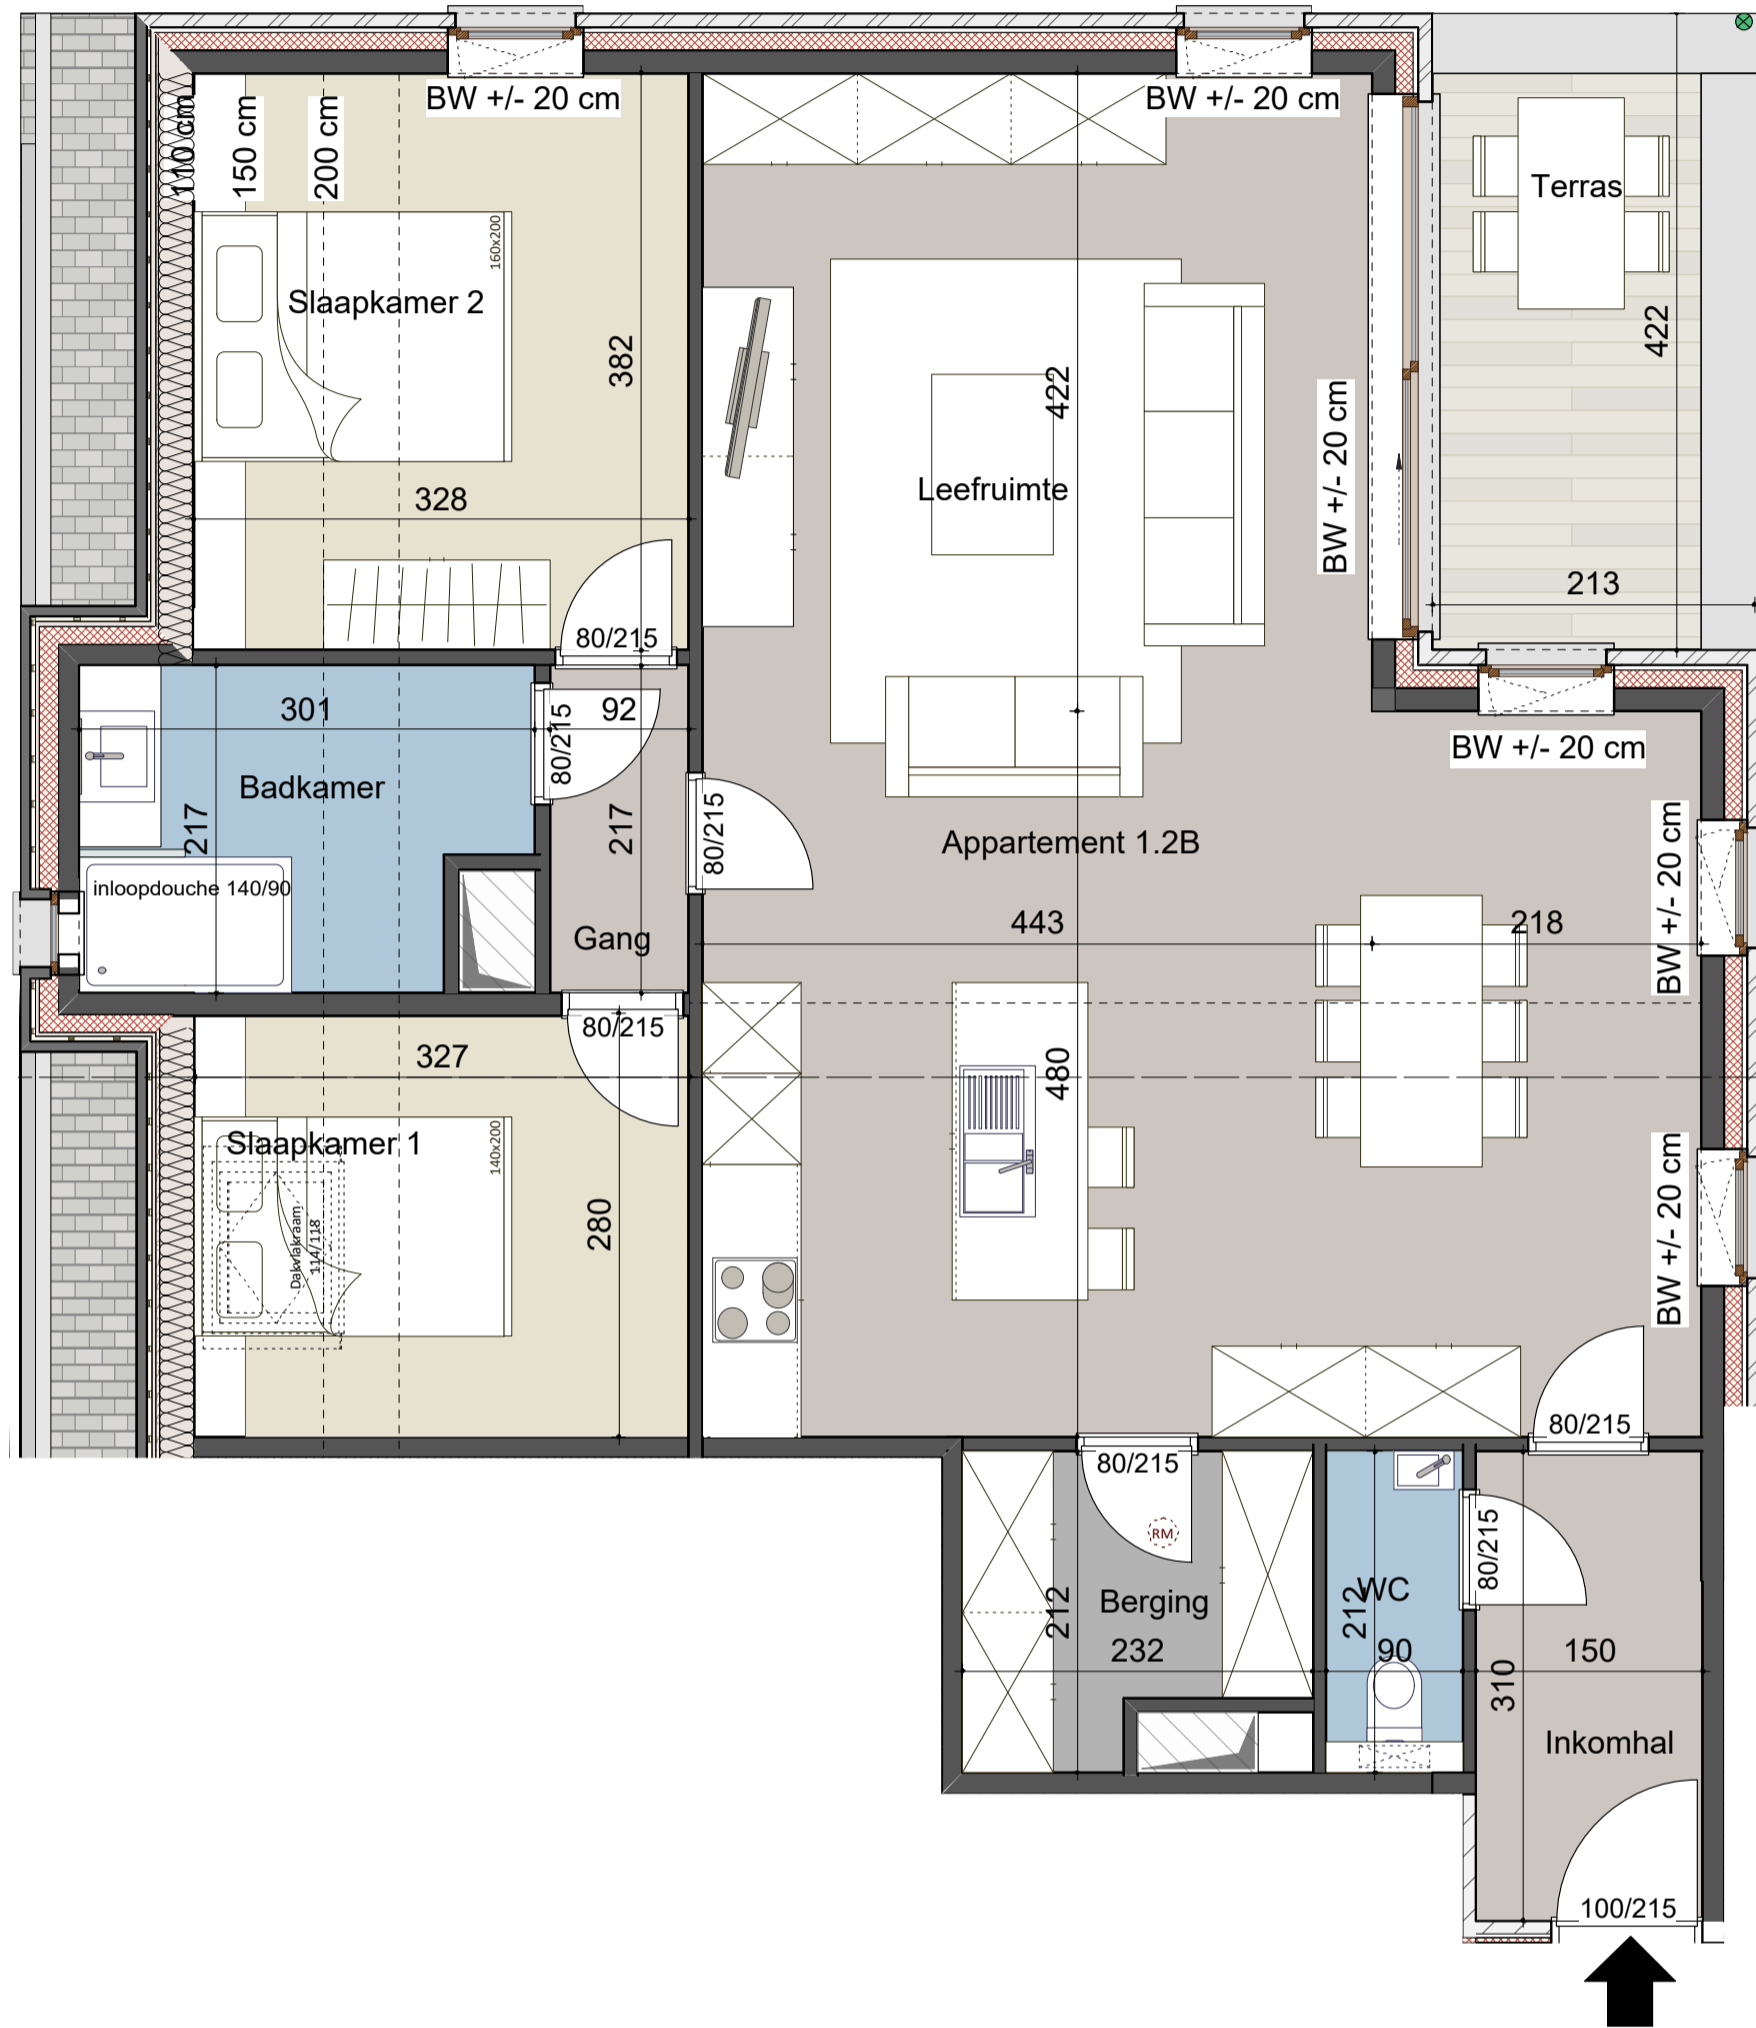 BW +/- 20 cm
BW +/- 20 cm
110 cm
150 cm
200 cm
Terras
160x200
Slaapkamer 2
382
422
422
Leefruimte
328
BW +/- 20 cm
213
80/215
301
92
80/215
BW +/- 20 cm
Badkamer
217
217
80/215
Appartement 1.2B
BW +/- 20 cm
inloopdouche 140/90
Gang
443
218
80/215
327
480
Slaapkamer 1
140x200
Dakvlakraam
114/118
280
BW +/- 20 cm
80/215
80/215
RM
80/215
212
Berging
212
WC
232
90
150
310
Inkomhal
100/215